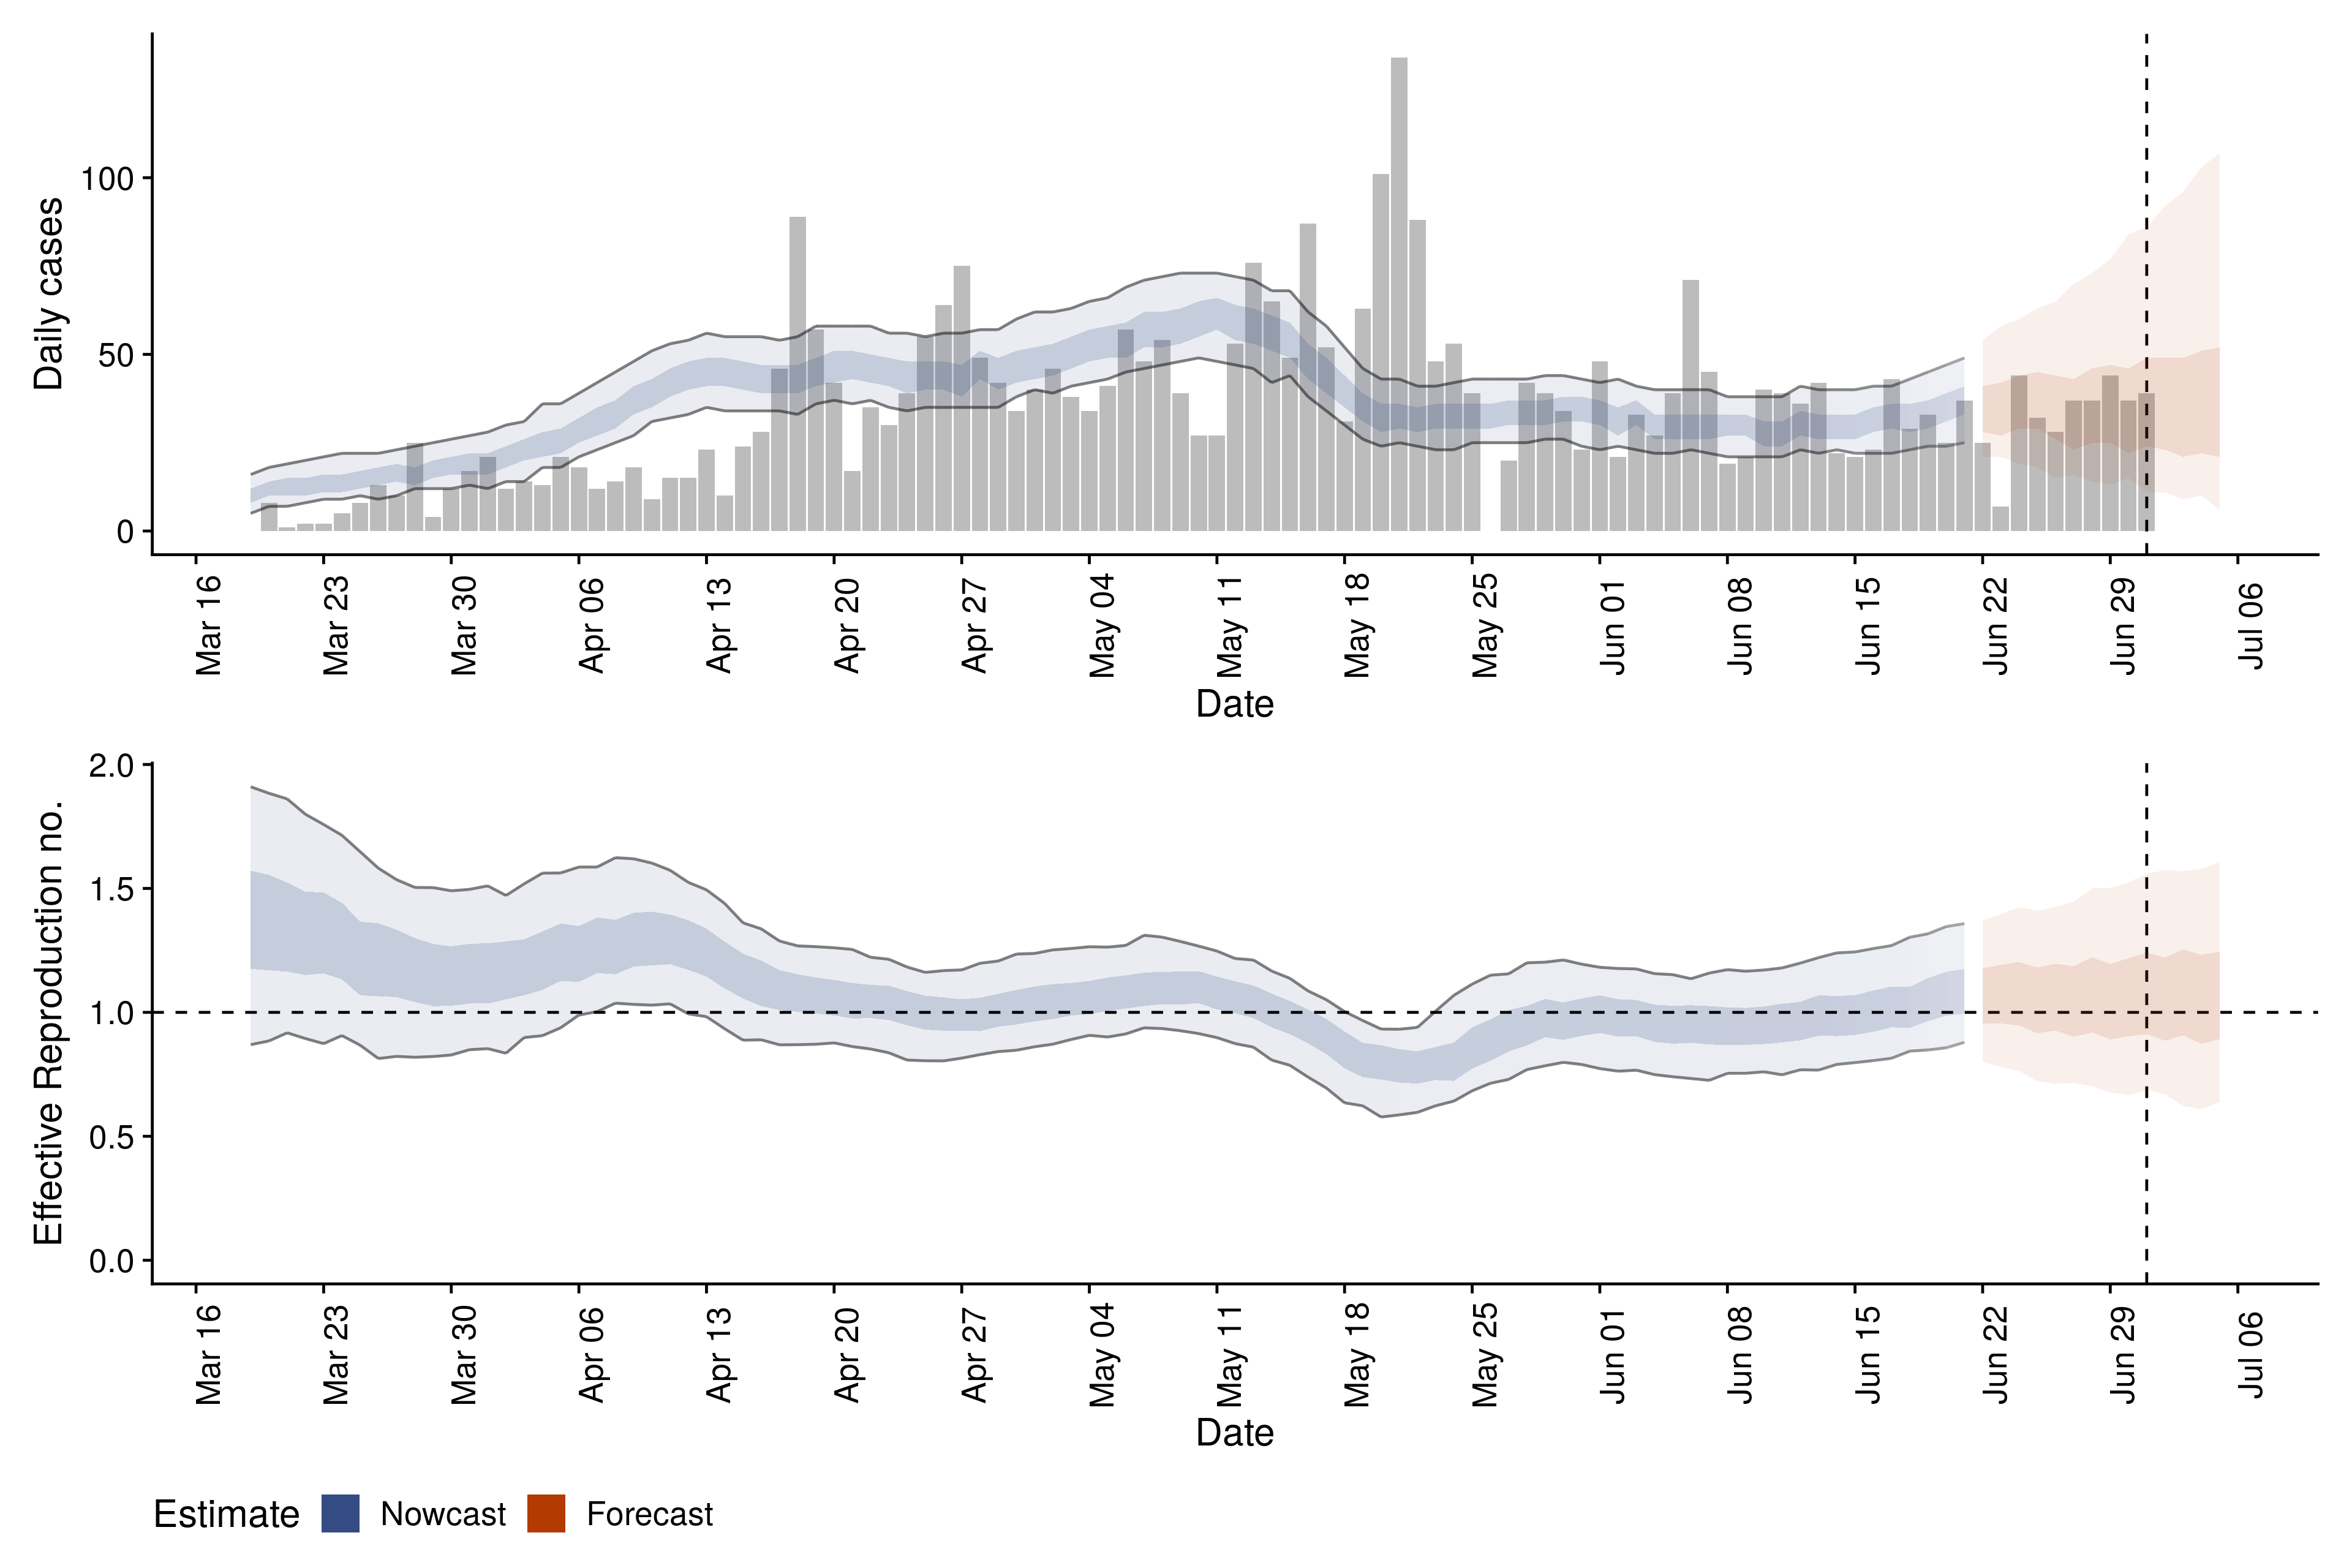 Daily cases
100
50
0
Mar 16
Mar 23
Mar 30
Apr 06
Apr 13
Apr 20
Apr 27
May 04
May 11
May 18
May 25
Jun 01
Jun 08
Jun 15
Jun 22
Jun 29
Jul 06
Date
Effective Reproduction no.
2.0
1.5
1.0
0.5
0.0
Mar 16
Mar 23
Mar 30
Apr 06
Apr 13
Apr 20
Apr 27
May 04
May 11
May 18
May 25
Jun 01
Jun 08
Jun 15
Jun 22
Jun 29
Jul 06
Date
Estimate Nowcast Forecast